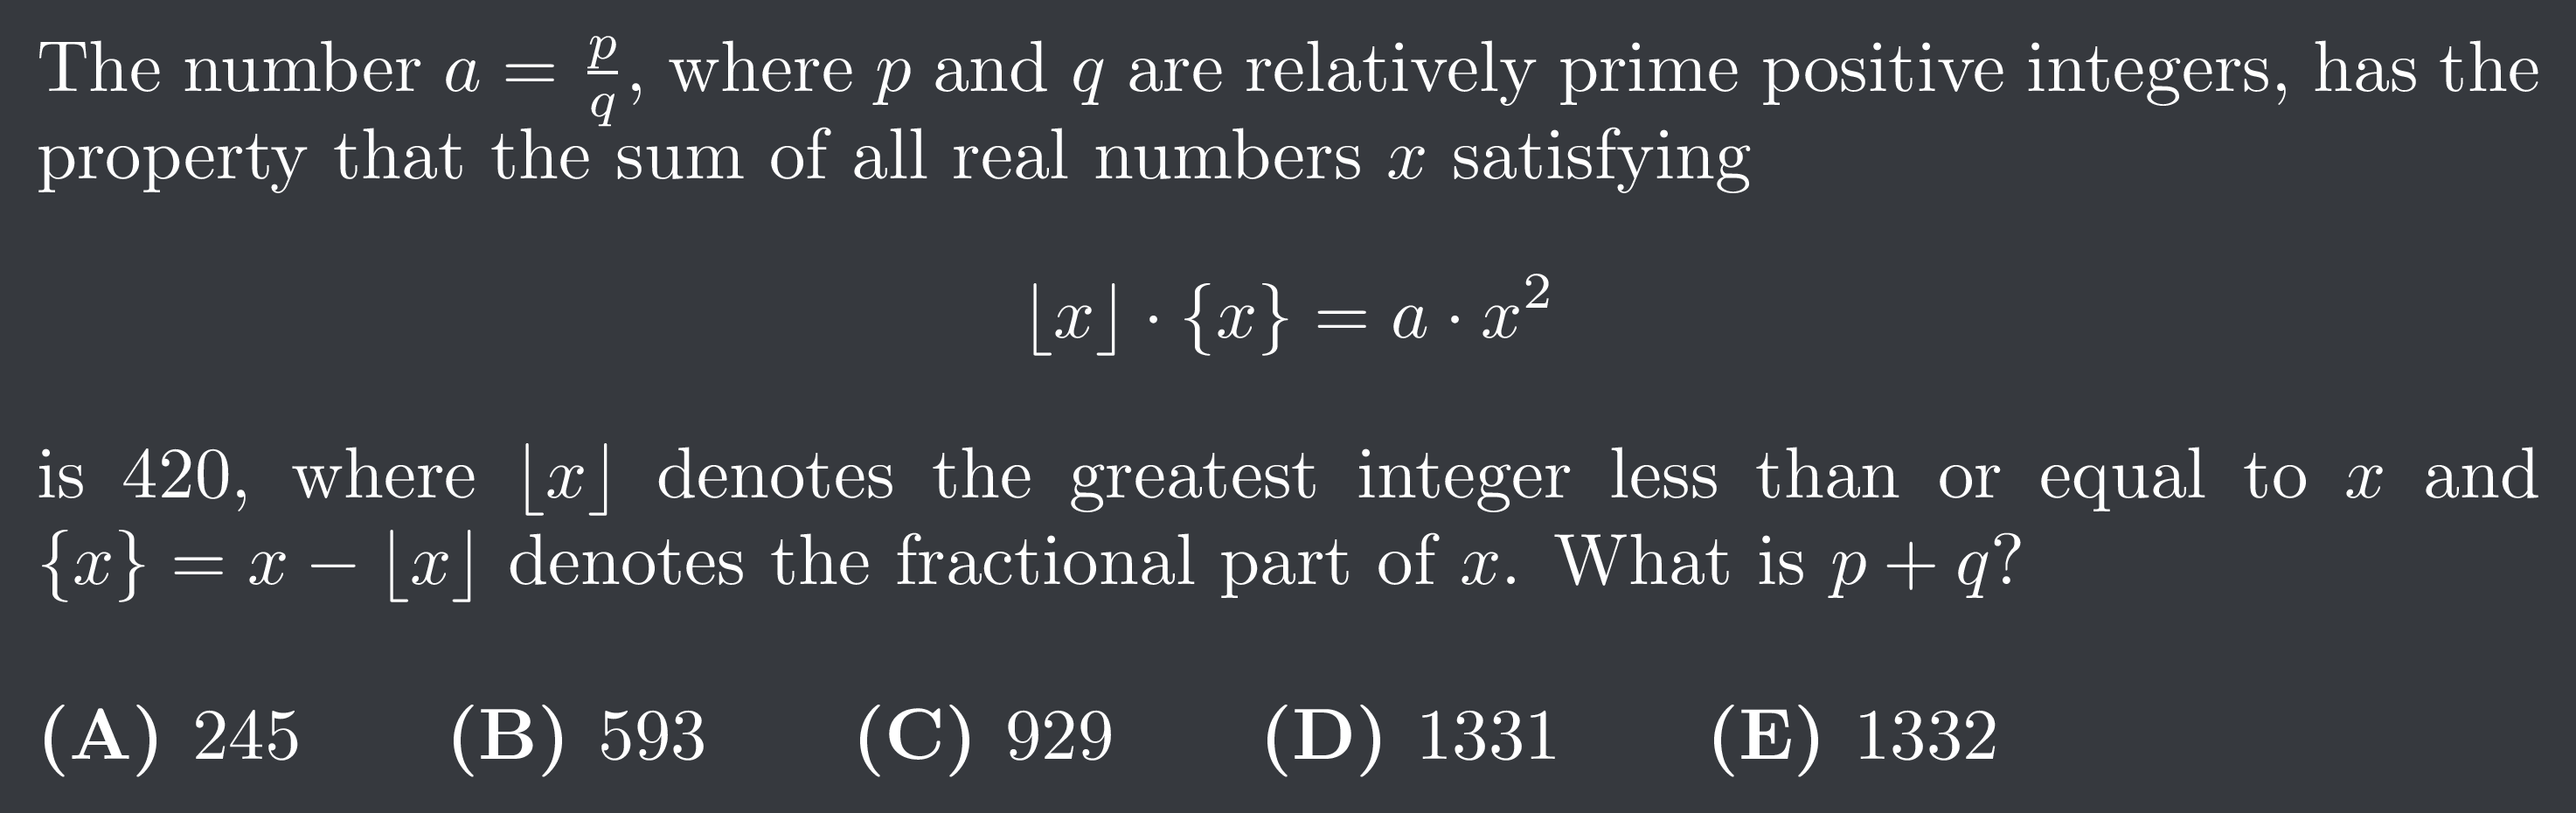 The number a = p/q, where p and q are relatively prime positive integers, has the
property that the sum of all real numbers x satisfying
⌊x⌋ · {x} = a · x²
is 420, where ⌊x⌋ denotes the greatest integer less than or equal to x and
{x} = x − ⌊x⌋ denotes the fractional part of x. What is p + q?
(A) 245 (B) 593 (C) 929 (D) 1331 (E) 1332